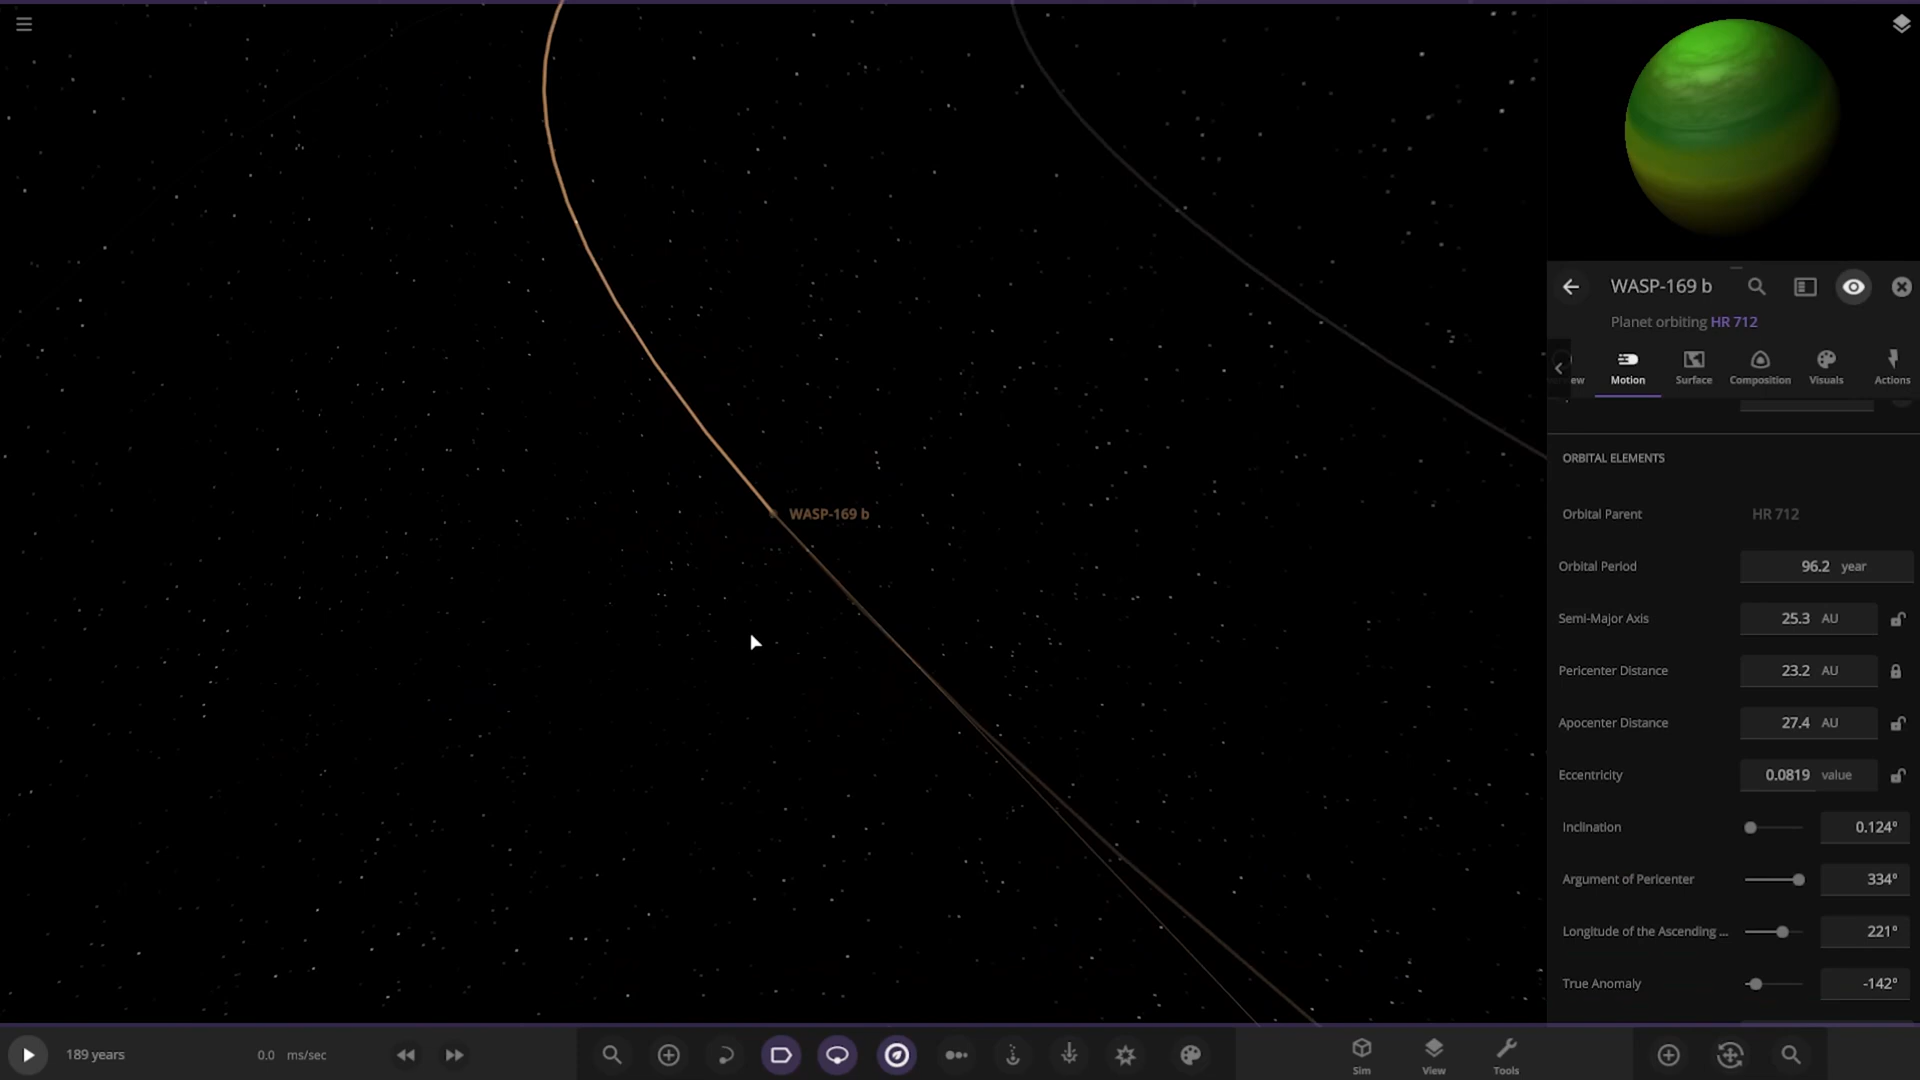 WASP-169 b
Planet orbiting HR 712
ew
Motion
Surface
Composition
Visuals
Actions
ORBITAL ELEMENTS
Orbital Parent HR 712
Orbital Period 96.2 year
Semi-Major Axis 25.3 AU
Pericenter Distance 23.2 AU
Apocenter Distance 27.4 AU
Eccentricity 0.0819 value
Inclination 0.124°
Argument of Pericenter 334°
Longitude of the Ascending ... 221°
True Anomaly -142°
WASP-169 b
189 years
0.0 ms/sec
Sim
View
Tools